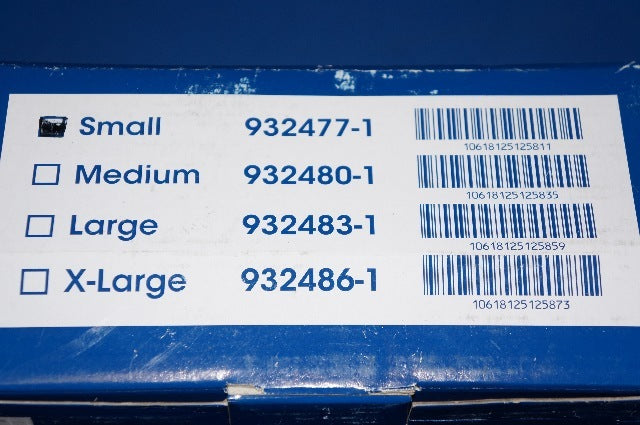 Small 932477-1
10618125125811
Medium 932480-1
10618125125835
Large 932483-1
10618125125859
X-Large 932486-1
10618125125873